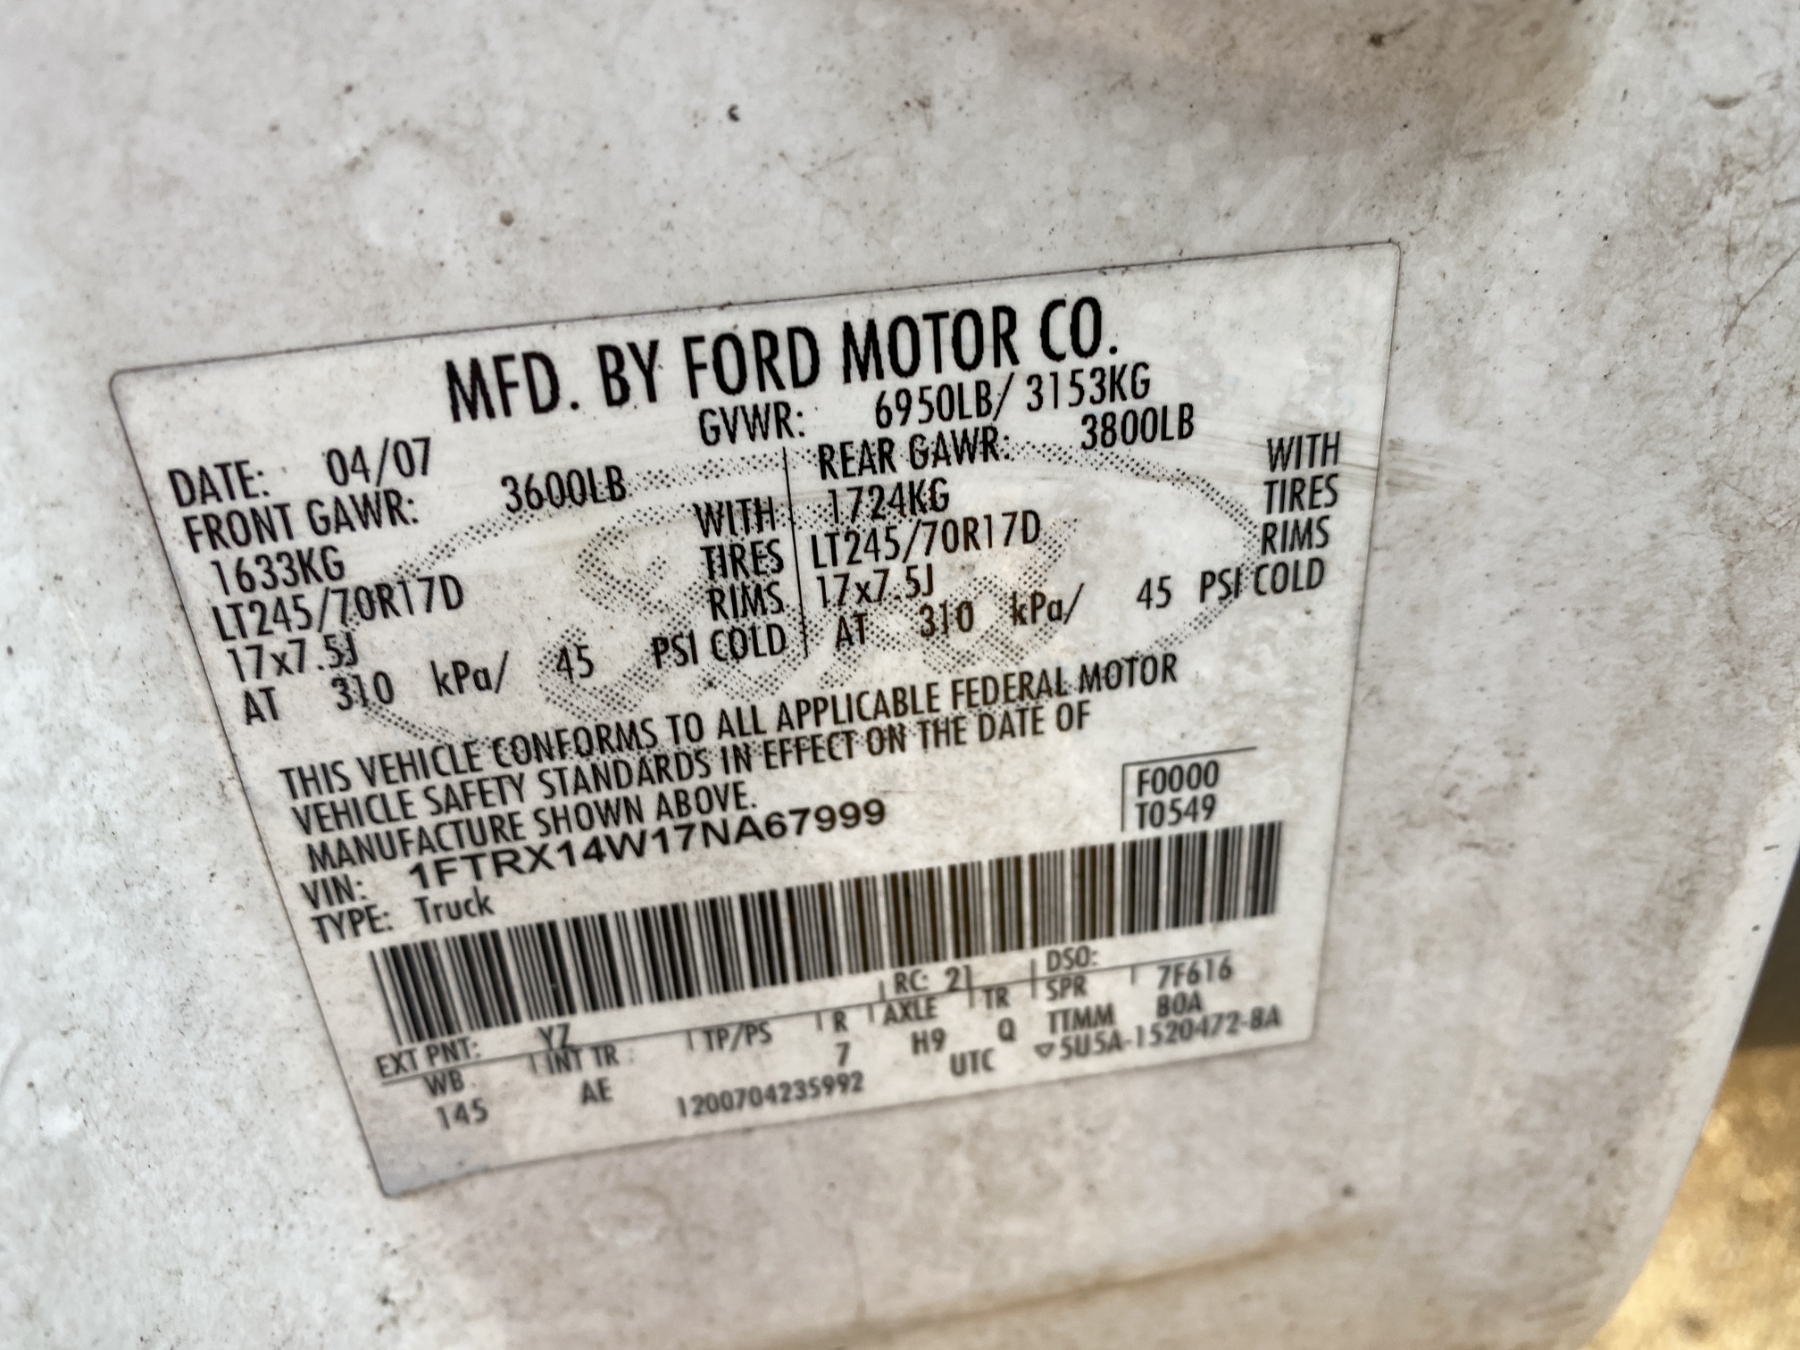 MFD. BY FORD MOTOR CO.
DATE: 04/07 GVWR: 6950LB/ 3153KG
FRONT GAWR: 3600LB REAR GAWR: 3800LB
1633KG WITH 1724KG WITH
LT245/70R17D TIRES LT245/70R17D TIRES
17x7.5J RIMS 17x7.5J RIMS
AT 310 kPa/ 45 PSI COLD AT 310 kPa/ 45 PSI COLD
THIS VEHICLE CONFORMS TO ALL APPLICABLE FEDERAL MOTOR
VEHICLE SAFETY STANDARDS IN EFFECT ON THE DATE OF
MANUFACTURE SHOWN ABOVE.
VIN: 1FTRX14W17NA67999 F0000
TYPE: Truck T0549
EXT PNT: YZ RC: 21 DSO: 7F616
WB INT TR TP/PS R AXLE TR SPR B0A
145 AE 7 H9 Q TTMM
1200704235992 UTC ▽5U5A-1520472-8A